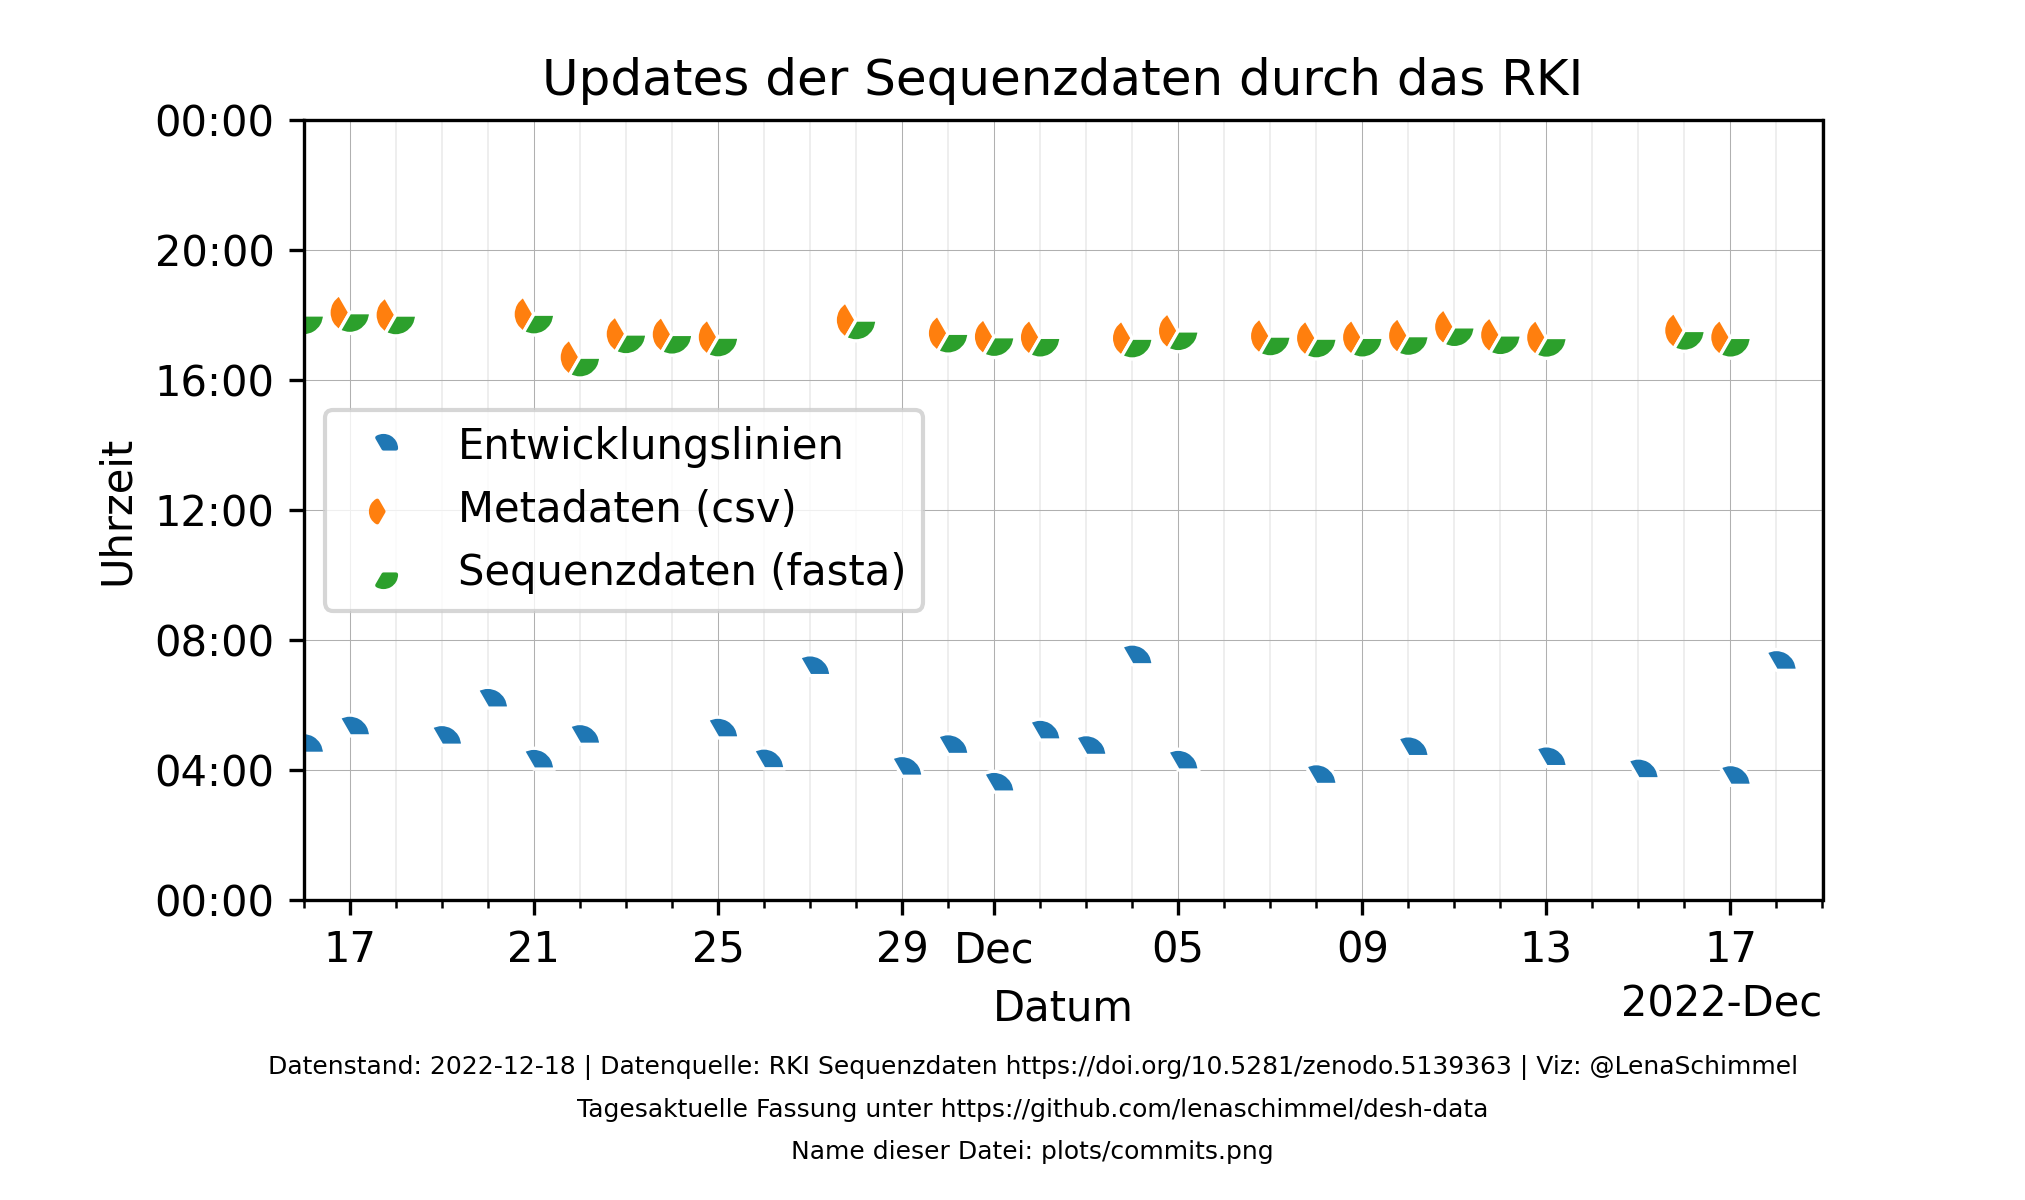 Updates der Sequenzdaten durch das RKI
00:00
20:00
16:00
12:00
08:00
04:00
00:00
Uhrzeit
Entwicklungslinien
Metadaten (csv)
Sequenzdaten (fasta)
17 21 25 29 Dec 05 09 13 17
Datum
2022-Dec
Datenstand: 2022-12-18 | Datenquelle: RKI Sequenzdaten https://doi.org/10.5281/zenodo.5139363 | Viz: @LenaSchimmel
Tagesaktuelle Fassung unter https://github.com/lenaschimmel/desh-data
Name dieser Datei: plots/commits.png